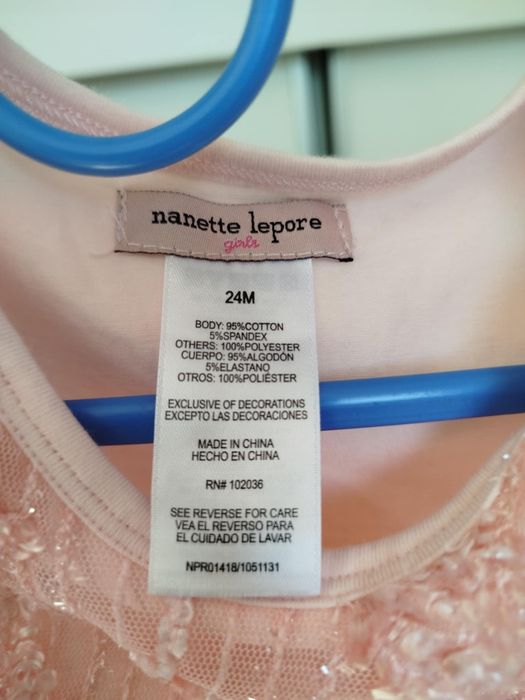 nanette lepore
girls
24M
BODY: 95%COTTON
5%SPANDEX
OTHERS: 100%POLYESTER
CUERPO: 95%ALGODÓN
5%ELASTANO
OTROS: 100%POLIÉSTER
EXCLUSIVE OF DECORATIONS
EXCEPTO LAS DECORACIONES
MADE IN CHINA
HECHO EN CHINA
RN# 102036
SEE REVERSE FOR CARE
VEA EL REVERSO PARA
EL CUIDADO DE LAVAR
NPR01418/1051131